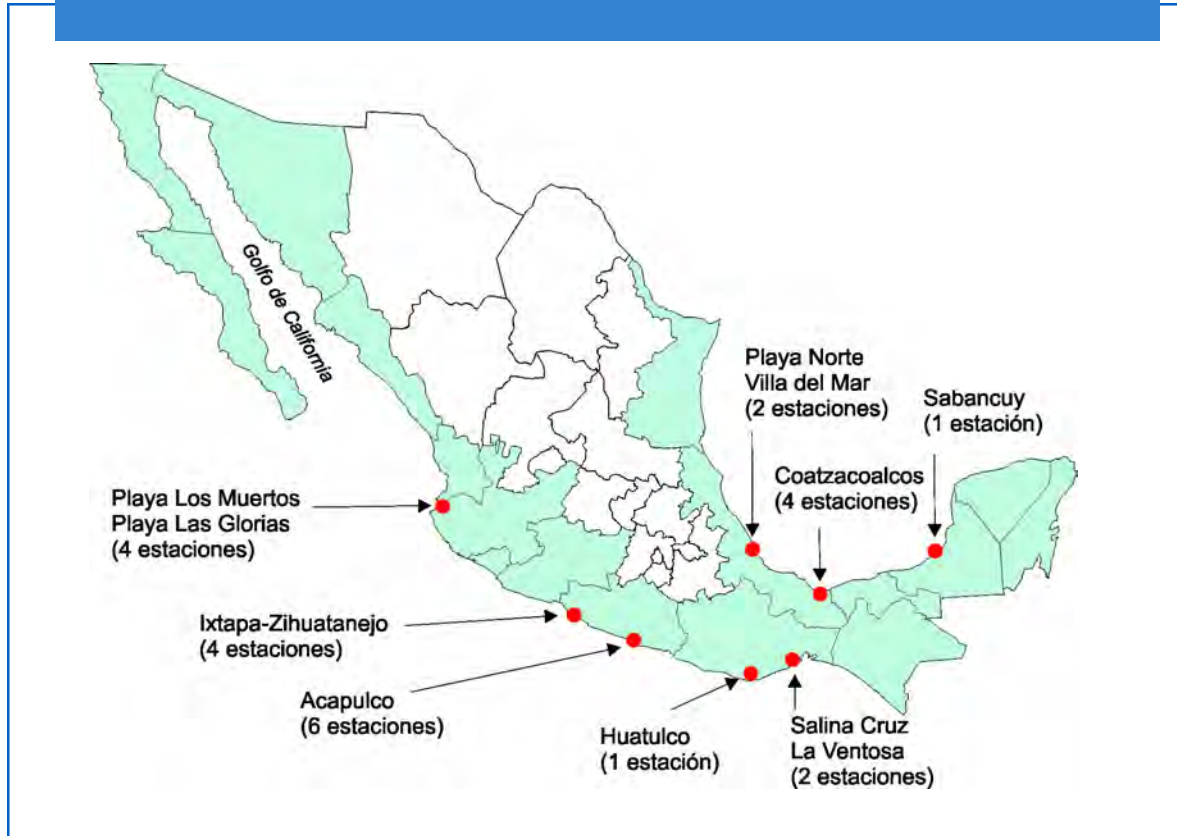 Golfo de California
Playa Norte
Villa del Mar
(2 estaciones)
Sabancuy
(1 estación)
Coatzacoalcos
(4 estaciones)
Playa Los Muertos
Playa Las Glorias
(4 estaciones)
Ixtapa-Zihuatanejo
(4 estaciones)
Acapulco
(6 estaciones)
Huatulco
(1 estación)
Salina Cruz
La Ventosa
(2 estaciones)